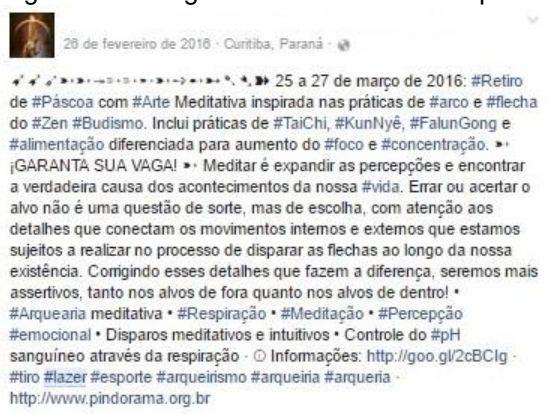 26 de fevereiro de 2016 · Curitiba, Paraná ·
➶ ➶ ➶ ➳ ➳ → ➳ ➳ ➳ ➳ ➳ → ➳ ➳ ➴ ➴ ➽ 25 a 27 de março de 2016: #Retiro
de #Páscoa com #Arte Meditativa inspirada nas práticas de #arco e #flecha
do #Zen #Budismo. Inclui práticas de #TaiChi, #KunNyê, #FalunGong e
#alimentação diferenciada para aumento do #foco e #concentração. ➳
¡GARANTA SUA VAGA! ➳ Meditar é expandir as percepções e encontrar
a verdadeira causa dos acontecimentos da nossa #vida. Errar ou acertar o
alvo não é uma questão de sorte, mas de escolha, com atenção aos
detalhes que conectam os movimentos internos e externos que estamos
sujeitos a realizar no processo de disparar as flechas ao longo da nossa
existência. Corrigindo esses detalhes que fazem a diferença, seremos mais
assertivos, tanto nos alvos de fora quanto nos alvos de dentro! •
#Arquearia meditativa • #Respiração • #Meditação • #Percepção
#emocional • Disparos meditativos e intuitivos • Controle do #pH
sanguíneo através da respiração · Informações: http://goo.gl/2cBCIg ·
#tiro #lazer #esporte #arqueirismo #arqueiria #arqueria ·
http://www.pindorama.org.br